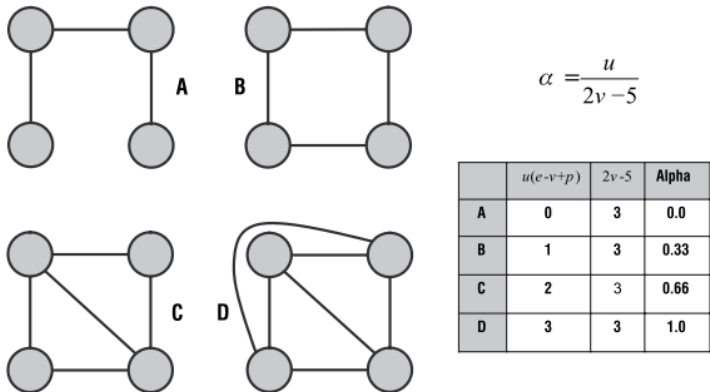 A
B
α = u / 2v − 5
u(e-v+p) 2v-5 Alpha
A 0 3 0.0
B 1 3 0.33
C 2 3 0.66
D 3 3 1.0
C
D